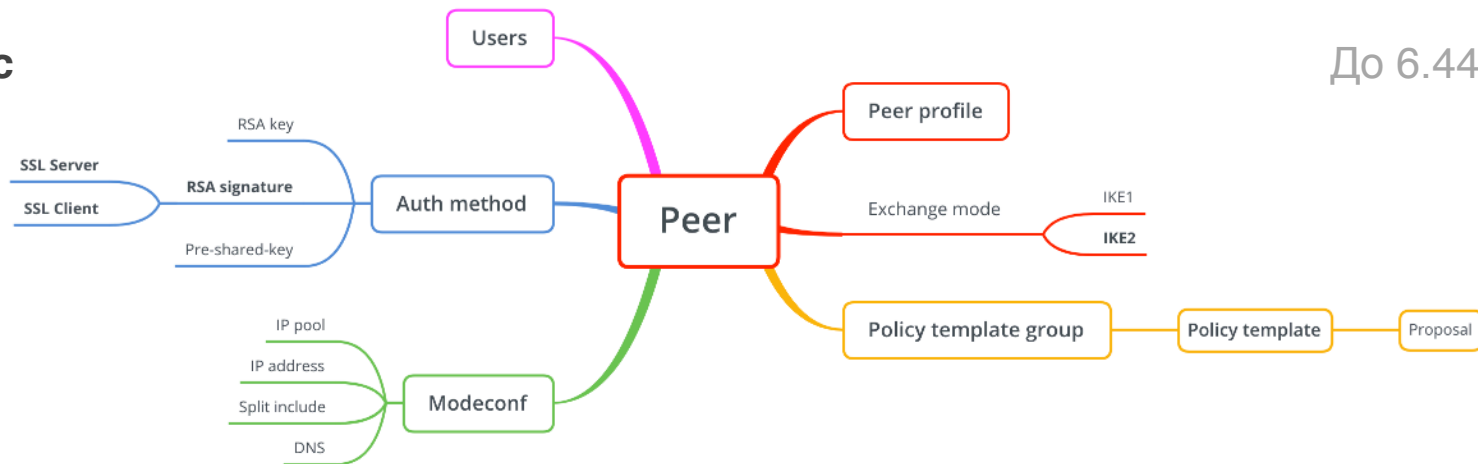 с
До 6.44
Users
Peer profile
RSA key
SSL Server
RSA signature
SSL Client
Auth method
Pre-shared-key
Peer
Exchange mode
IKE1
IKE2
Policy template group
Policy template
Proposal
IP pool
IP address
Split include
DNS
Modeconf